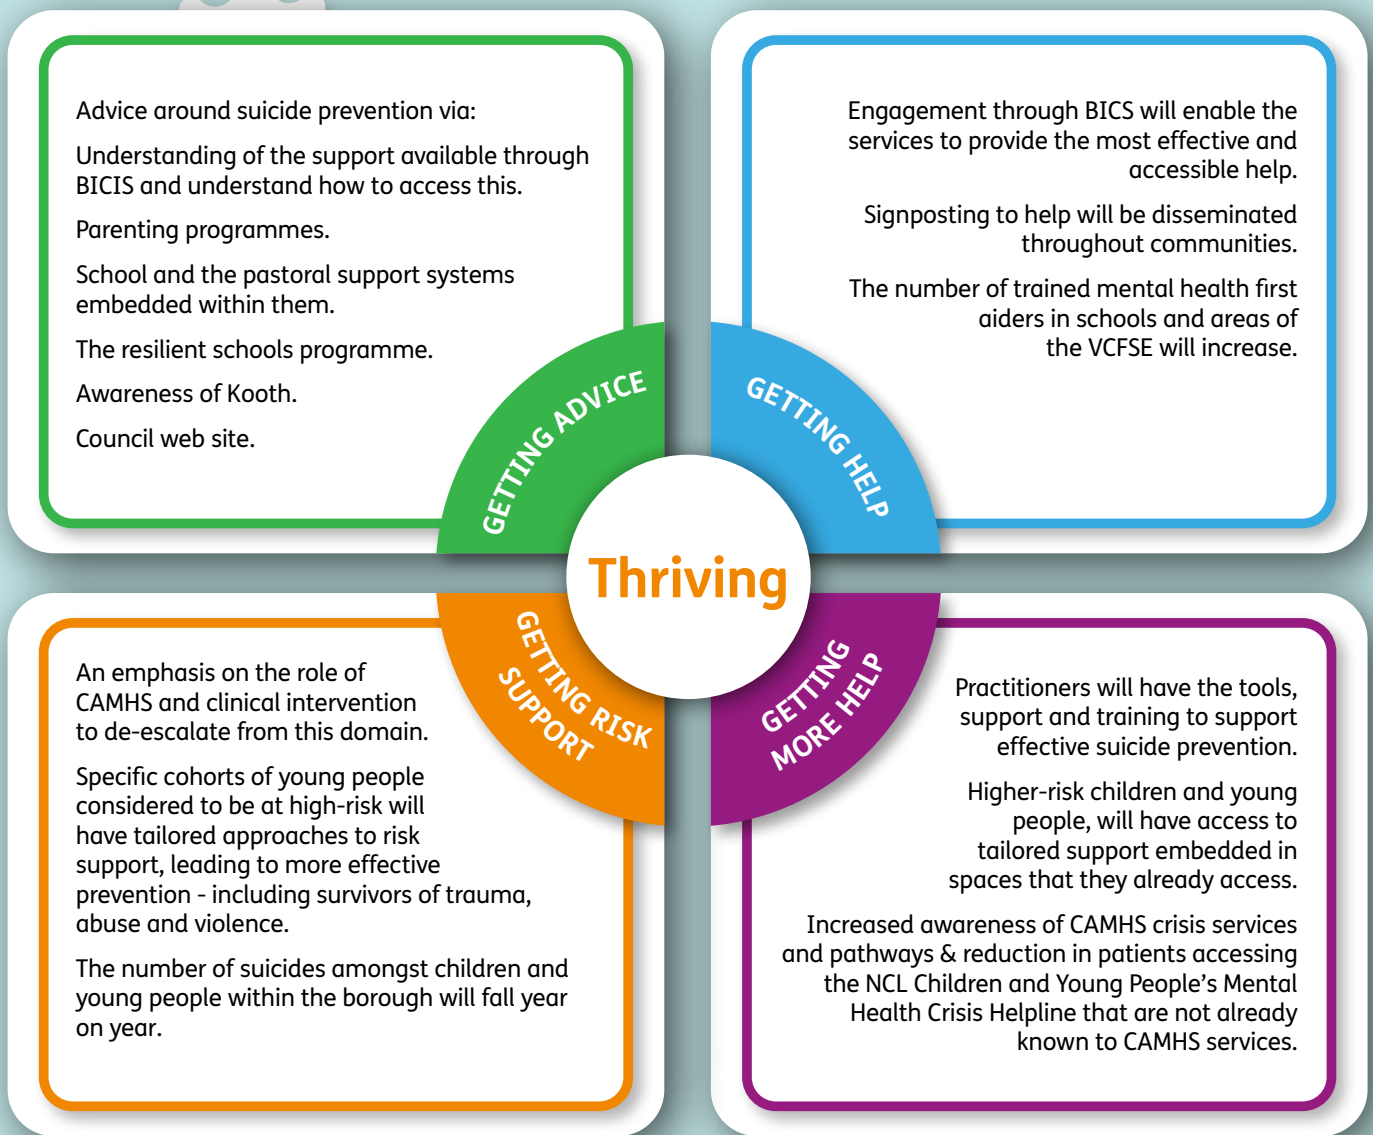 Advice around suicide prevention via:
Understanding of the support available through
BICIS and understand how to access this.
Parenting programmes.
School and the pastoral support systems
embedded within them.
The resilient schools programme.
Awareness of Kooth.
Council web site.
GETTING ADVICE
Engagement through BICS will enable the
services to provide the most effective and
accessible help.
Signposting to help will be disseminated
throughout communities.
The number of trained mental health first
aiders in schools and areas of
the VCFSE will increase.
GETTING HELP
Thriving
An emphasis on the role of
CAMHS and clinical intervention
to de-escalate from this domain.
Specific cohorts of young people
considered to be at high-risk will
have tailored approaches to risk
support, leading to more effective
prevention - including survivors of trauma,
abuse and violence.
The number of suicides amongst children and
young people within the borough will fall year
on year.
GETTING RISK
SUPPORT
GETTING
MORE HELP
Practitioners will have the tools,
support and training to support
effective suicide prevention.
Higher-risk children and young
people, will have access to
tailored support embedded in
spaces that they already access.
Increased awareness of CAMHS crisis services
and pathways & reduction in patients accessing
the NCL Children and Young People’s Mental
Health Crisis Helpline that are not already
known to CAMHS services.